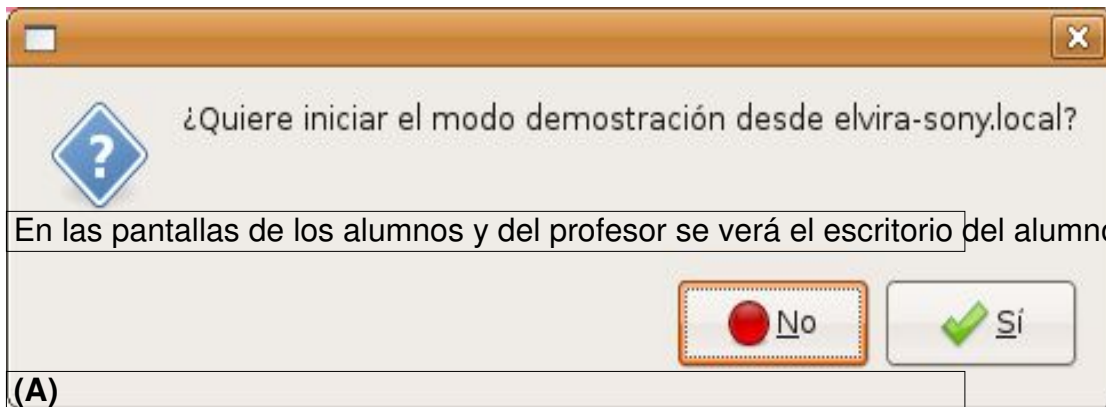 ¿Quiere iniciar el modo demostración desde elvira-sony.local?
En las pantallas de los alumnos y del profesor se verá el escritorio del alumno
No
Sí
(A)